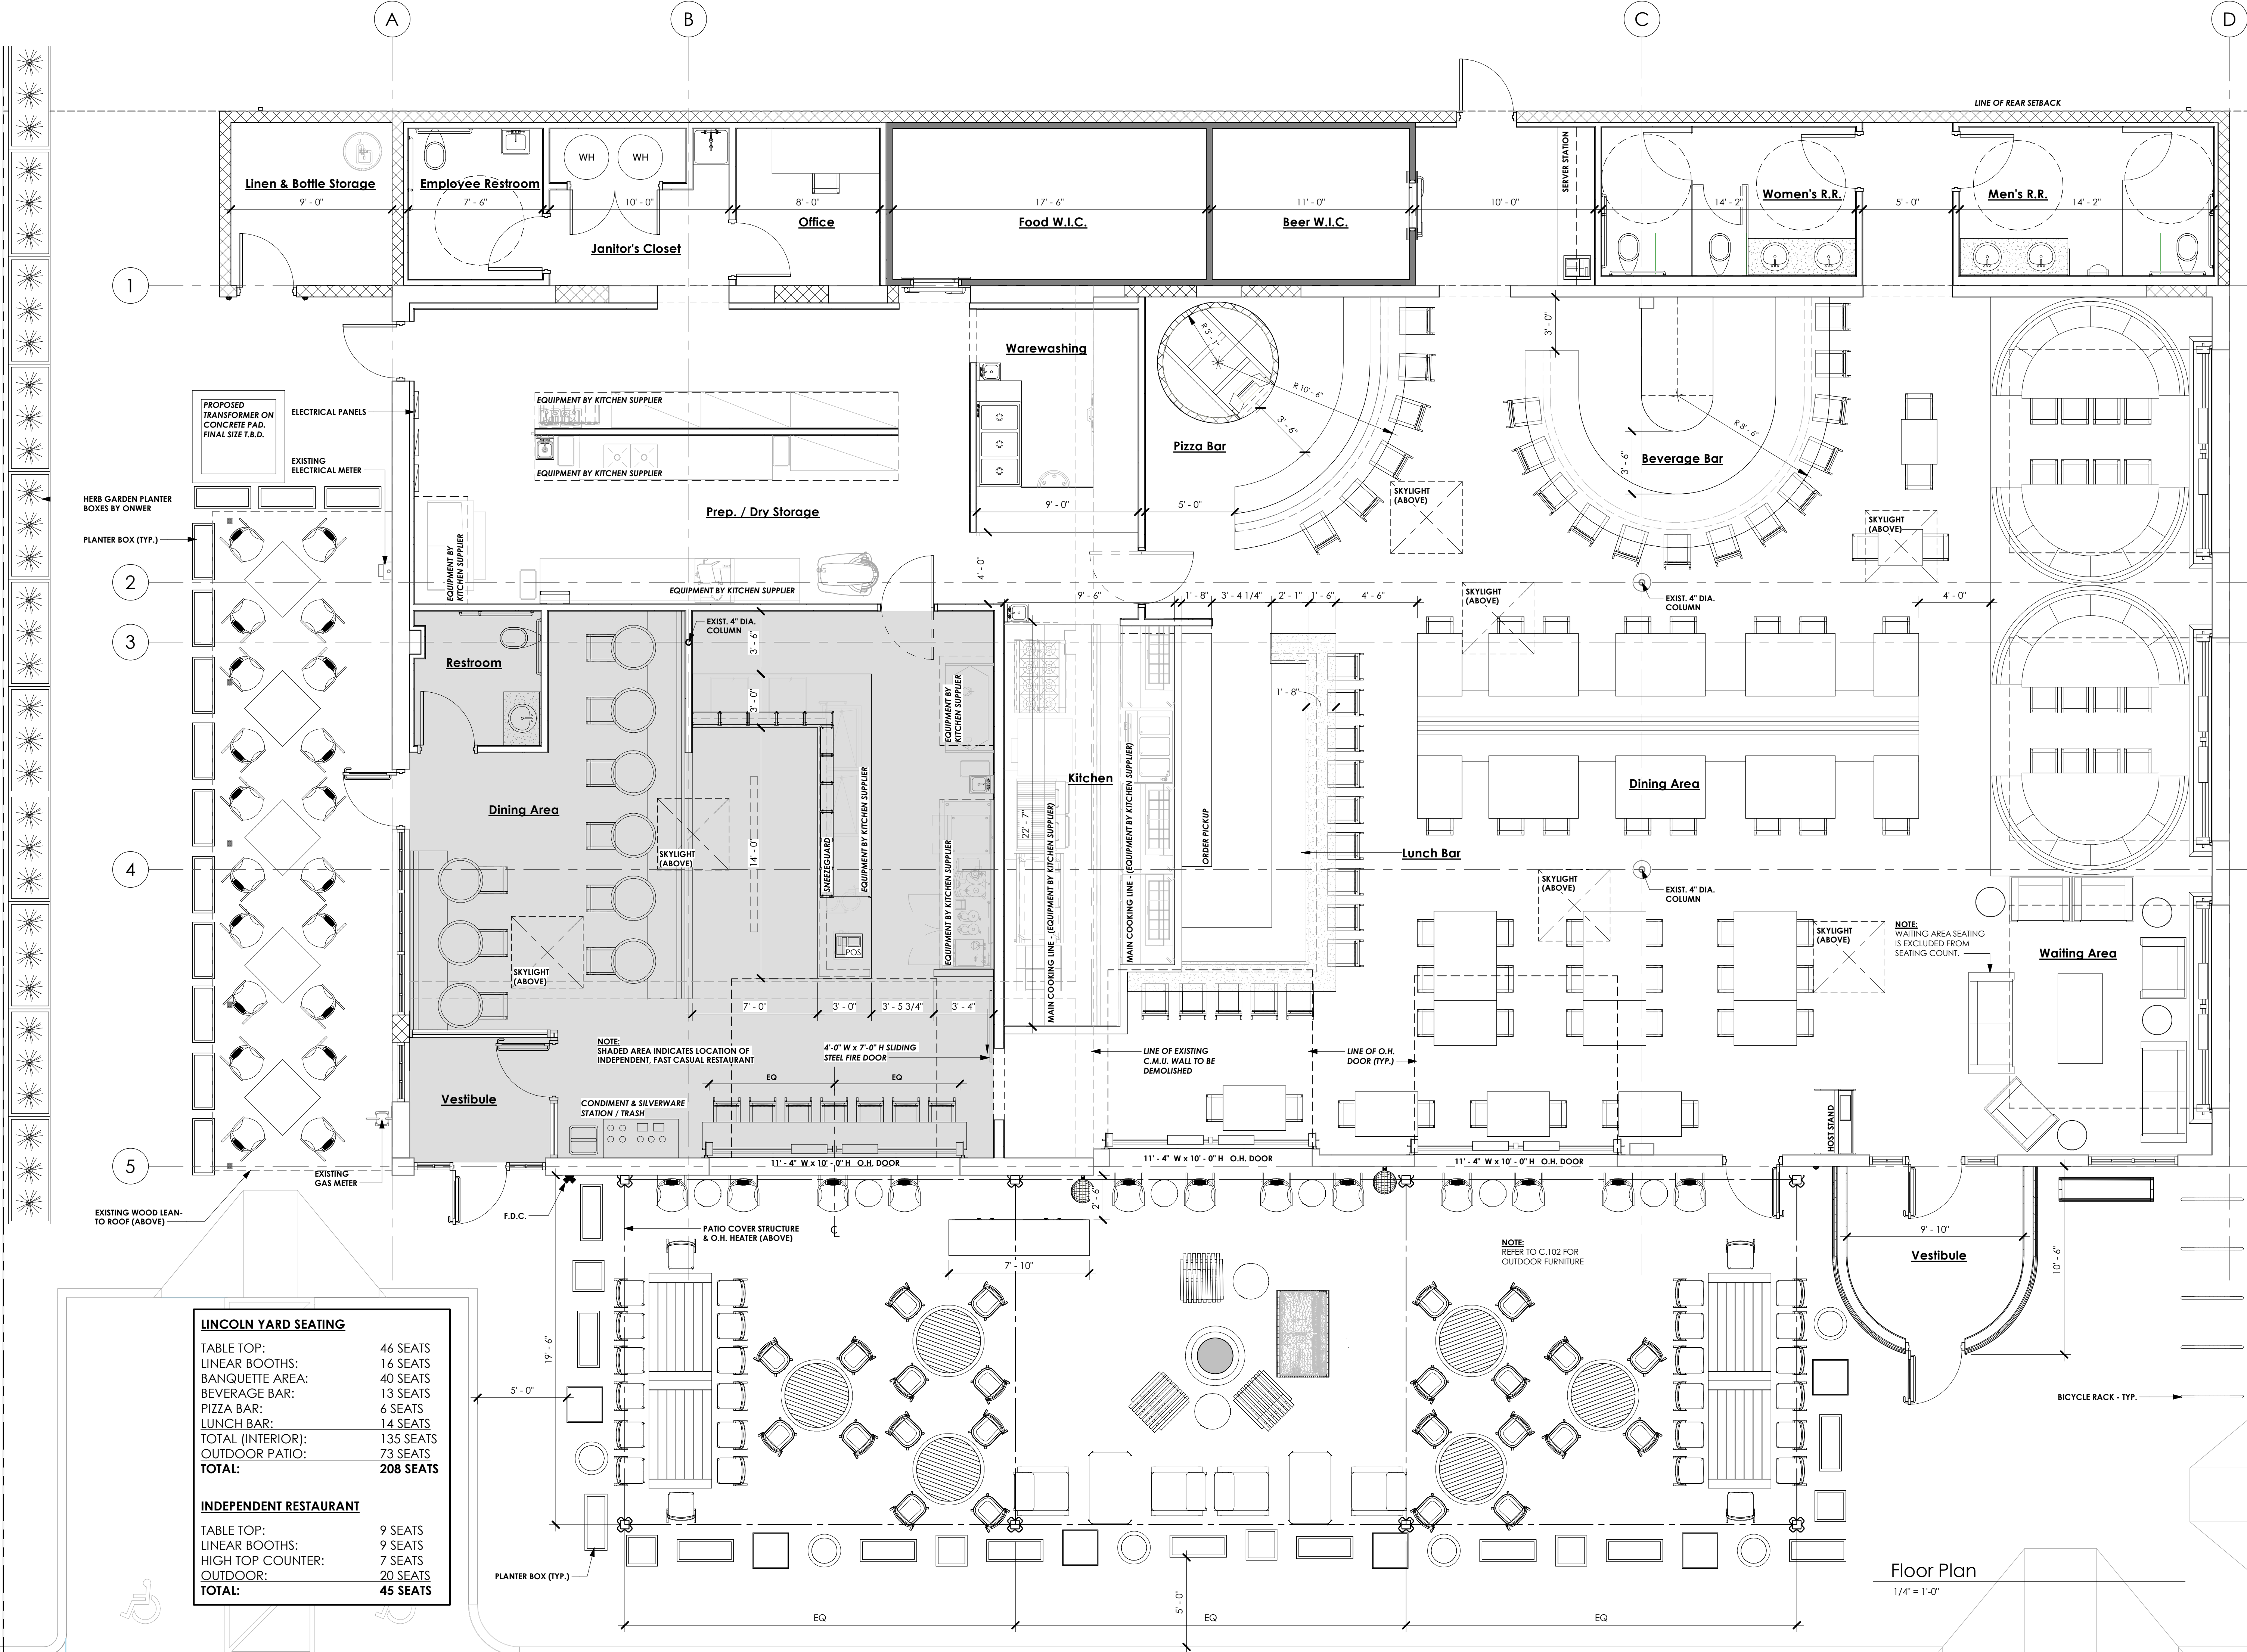 A
B
C
D
LINE OF REAR SETBACK
WH
WH
SERVER STATION
Linen & Bottle Storage
9' - 0"
Employee Restroom
7' - 6"
10' - 0"
Janitor's Closet
8' - 0"
Office
17' - 6"
Food W.I.C.
11' - 0"
Beer W.I.C.
10' - 0"
14' - 2"
Women's R.R.
5' - 0"
Men's R.R.
14' - 2"
1
R 3' - 1"
3' - 0"
Warewashing
PROPOSED
TRANSFORMER ON
CONCRETE PAD.
FINAL SIZE T.B.D.
ELECTRICAL PANELS
EQUIPMENT BY KITCHEN SUPPLIER
R 10' - 6"
3' - 6"
Pizza Bar
R 8' - 6"
Beverage Bar
3' - 6"
EXISTING
ELECTRICAL METER
EQUIPMENT BY KITCHEN SUPPLIER
HERB GARDEN PLANTER
BOXES BY ONWER
SKYLIGHT
(ABOVE)
9' - 0"
5' - 0"
Prep. / Dry Storage
SKYLIGHT
(ABOVE)
PLANTER BOX (TYP.)
EQUIPMENT BY
KITCHEN SUPPLIER
4' - 0"
2
EQUIPMENT BY KITCHEN SUPPLIER
9' - 6"
1' - 8"
3' - 4 1/4"
2' - 1"
1' - 6"
4' - 6"
SKYLIGHT
(ABOVE)
EXIST. 4" DIA.
COLUMN
4' - 0"
3
EXIST. 4" DIA.
COLUMN
3' - 6"
Restroom
EQUIPMENT BY
KITCHEN SUPPLIER
3' - 0"
1' - 8"
Kitchen
Dining Area
Dining Area
22' - 7"
MAIN COOKING LINE - (EQUIPMENT BY KITCHEN SUPPLIER)
MAIN COOKING LINE - (EQUIPMENT BY KITCHEN SUPPLIER)
ORDER PICKUP
SKYLIGHT
(ABOVE)
14' - 0"
SNEEZEGUARD
EQUIPMENT BY KITCHEN SUPPLIER
EQUIPMENT BY KITCHEN SUPPLIER
Lunch Bar
4
SKYLIGHT
(ABOVE)
EXIST. 4" DIA.
COLUMN
POS
SKYLIGHT
(ABOVE)
SKYLIGHT
(ABOVE)
NOTE:
WAITING AREA SEATING
IS EXCLUDED FROM
SEATING COUNT.
Waiting Area
7' - 0"
3' - 0"
3' - 5 3/4"
3' - 4"
NOTE:
SHADED AREA INDICATES LOCATION OF
INDEPENDENT, FAST CASUAL RESTAURANT
4'-0" W x 7'-0" H SLIDING
STEEL FIRE DOOR
LINE OF EXISTING
C.M.U. WALL TO BE
DEMOLISHED
LINE OF O.H.
DOOR (TYP.)
EQ
EQ
Vestibule
CONDIMENT & SILVERWARE
STATION / TRASH
HOST STAND
5
EXISTING
GAS METER
11' - 4" W x 10' - 0" H O.H. DOOR
11' - 4" W x 10' - 0" H O.H. DOOR
11' - 4" W x 10' - 0" H O.H. DOOR
EXISTING WOOD LEAN-
TO ROOF (ABOVE)
F.D.C.
PATIO COVER STRUCTURE
& O.H. HEATER (ABOVE)
2' - 6"
7' - 10"
NOTE:
REFER TO C.102 FOR
OUTDOOR FURNITURE
9' - 10"
Vestibule
10' - 6"
19' - 6"
5' - 0"
BICYCLE RACK - TYP.
LINCOLN YARD SEATING
TABLE TOP: 46 SEATS
LINEAR BOOTHS: 16 SEATS
BANQUETTE AREA: 40 SEATS
BEVERAGE BAR: 13 SEATS
PIZZA BAR: 6 SEATS
LUNCH BAR: 14 SEATS
TOTAL (INTERIOR): 135 SEATS
OUTDOOR PATIO: 73 SEATS
TOTAL: 208 SEATS
INDEPENDENT RESTAURANT
TABLE TOP: 9 SEATS
LINEAR BOOTHS: 9 SEATS
HIGH TOP COUNTER: 7 SEATS
OUTDOOR: 20 SEATS
TOTAL: 45 SEATS
PLANTER BOX (TYP.)
5' - 0"
EQ
EQ
EQ
Floor Plan
1/4" = 1'-0"